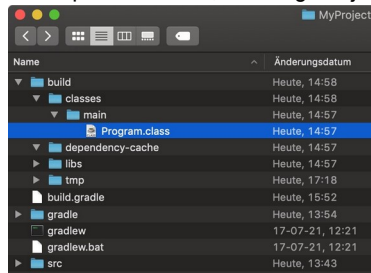 MyProject
Name Änderungsdatum
build Heute, 14:58
classes Heute, 14:58
main Heute, 14:57
Program.class Heute, 14:57
dependency-cache Heute, 14:57
libs Heute, 14:57
tmp Heute, 17:18
build.gradle Heute, 15:52
gradle Heute, 13:54
gradlew 17-07-21, 12:21
gradlew.bat 17-07-21, 12:21
src Heute, 13:43